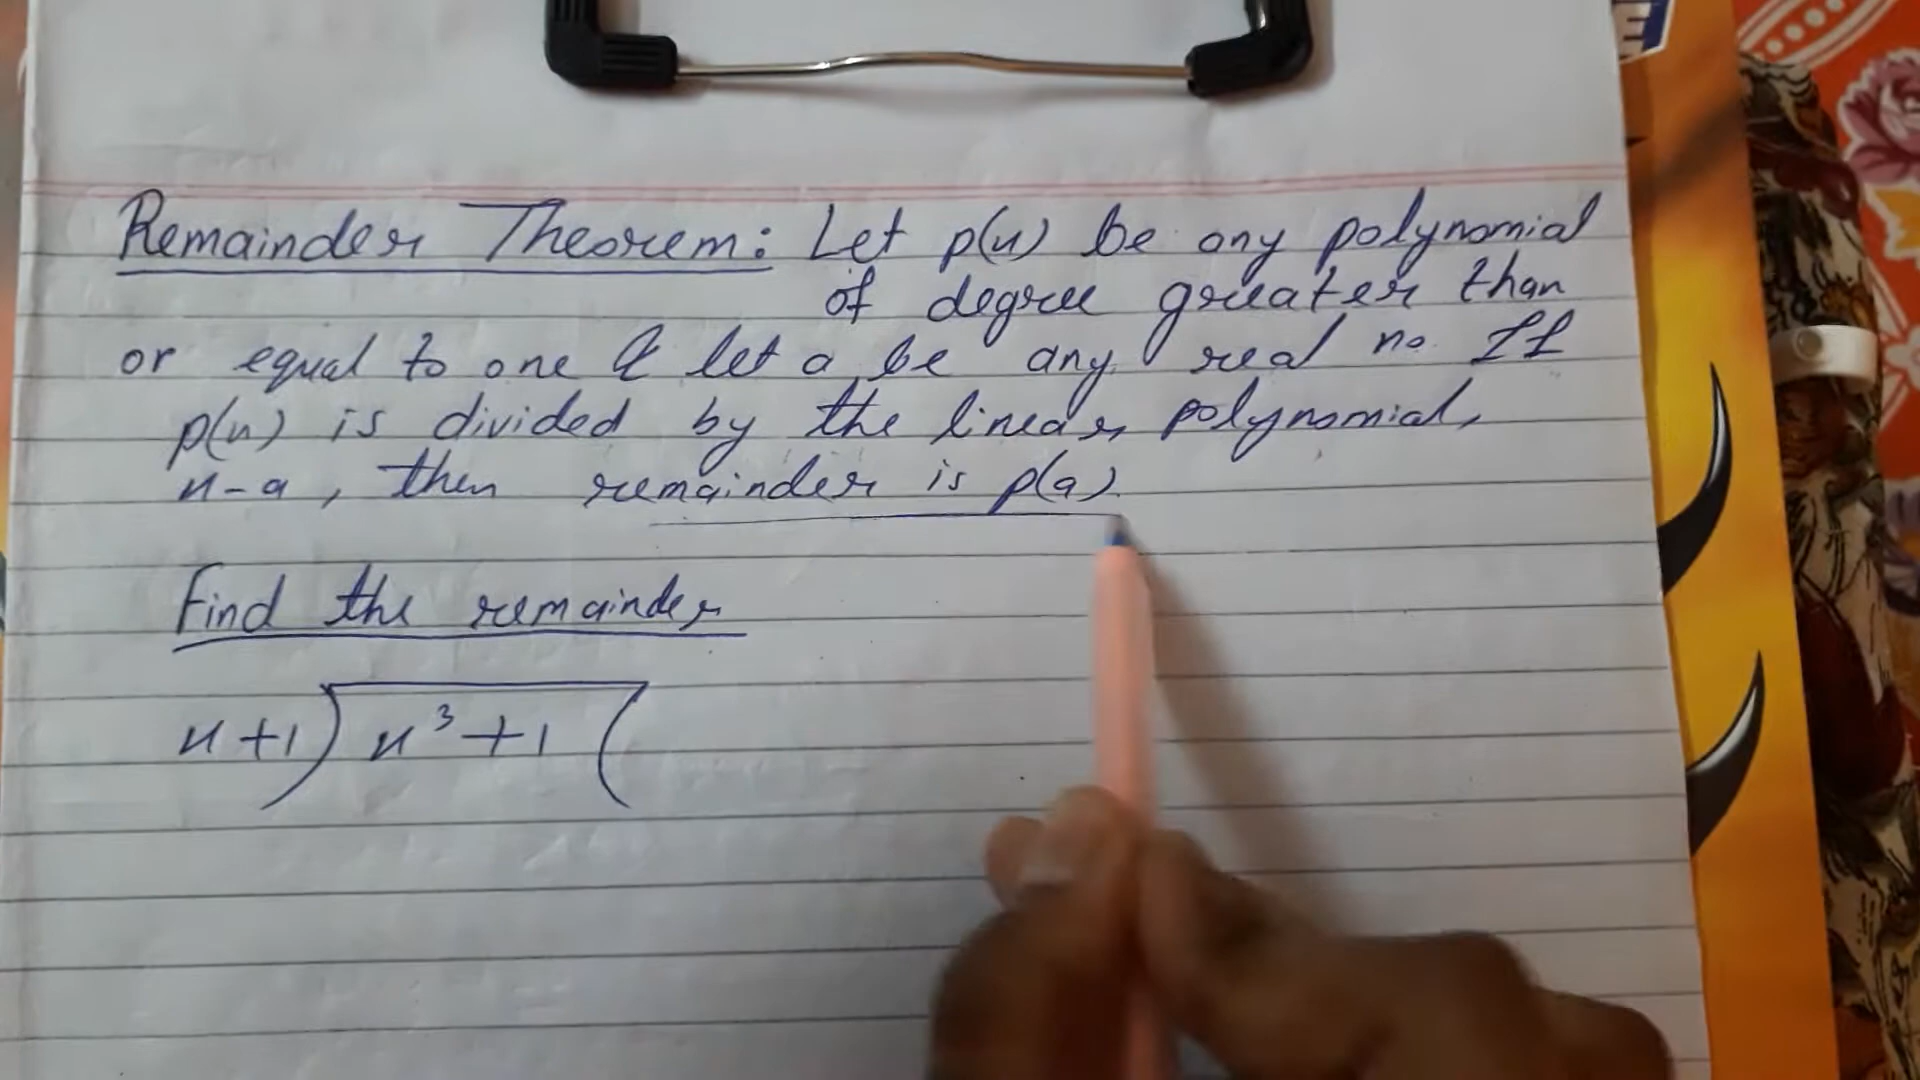 Remainder Theorem: Let p(x) be any polynomial
of degree greater than
or equal to one & let a be any real no. If
p(x) is divided by the linear polynomial,
x-a, then remainder is p(a).
Find the remainder
x+1) x³+1 (